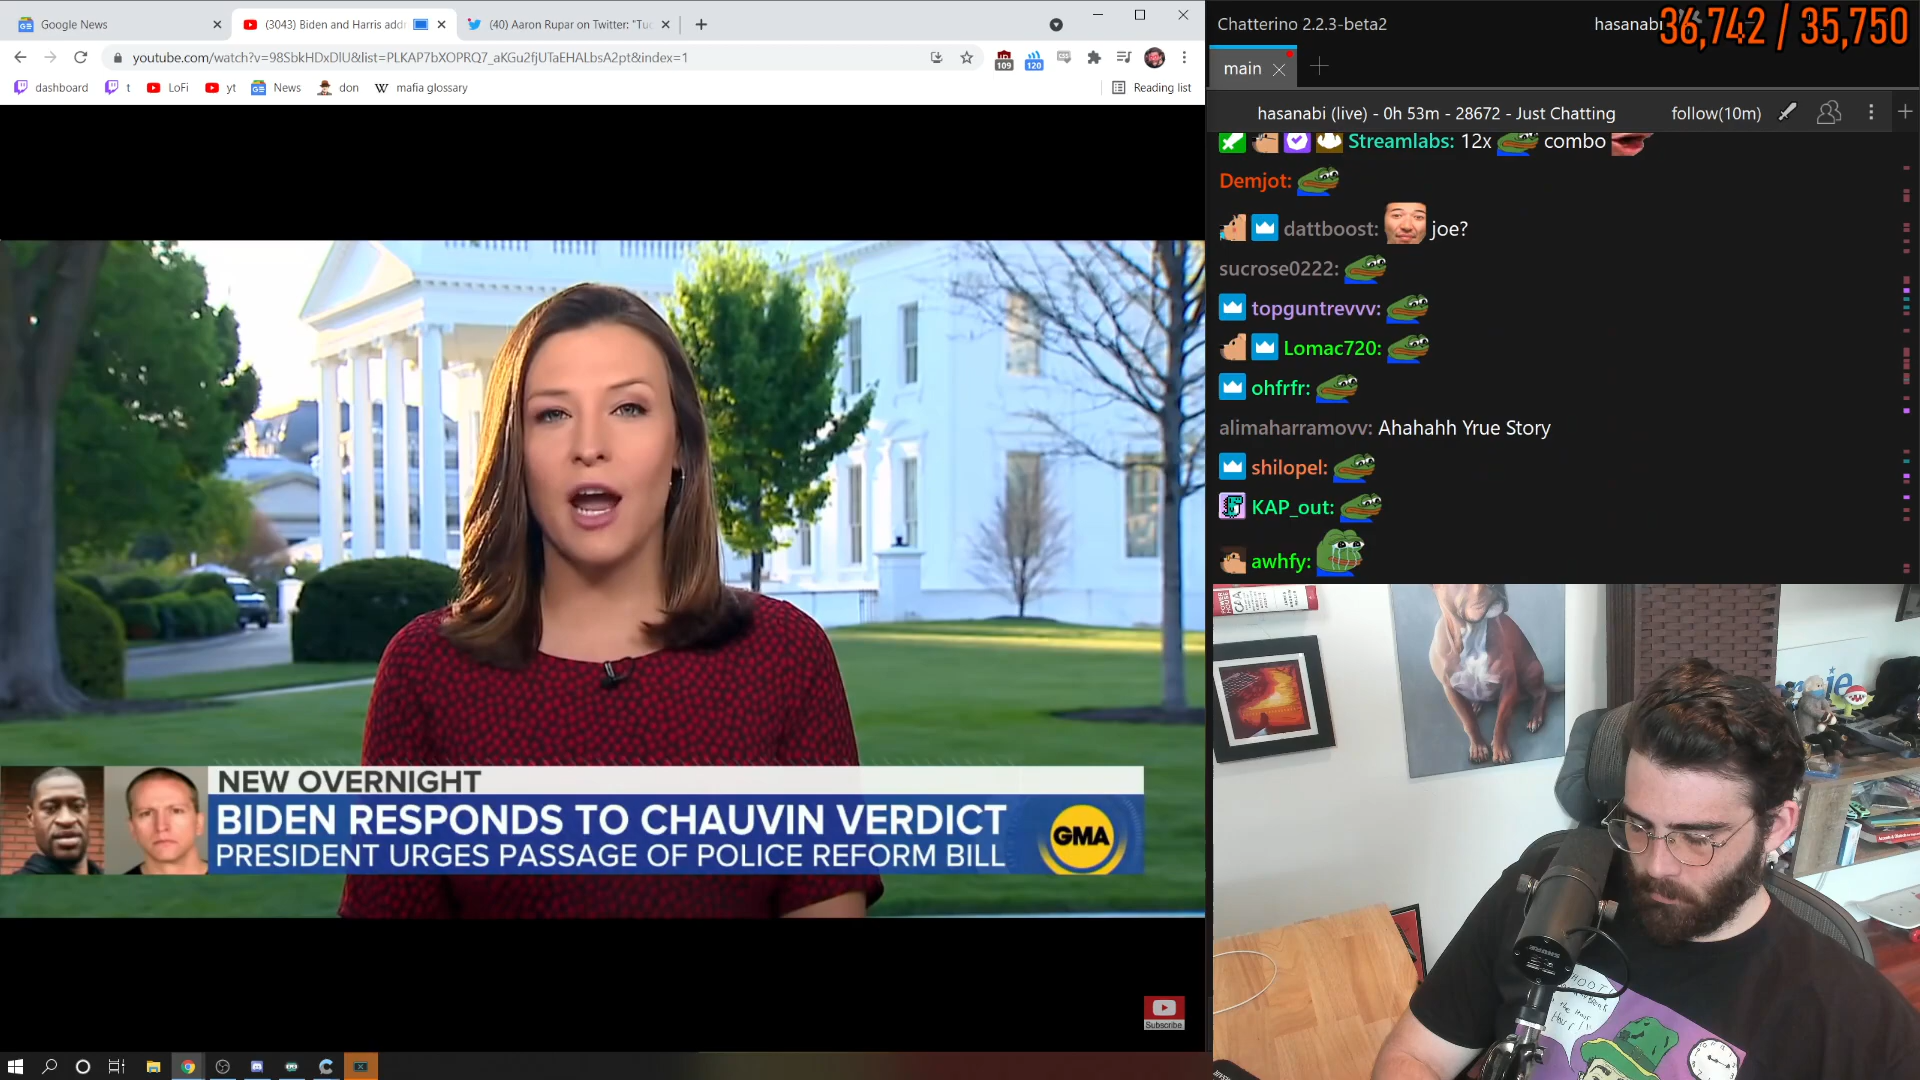 Google News
(3043) Biden and Harris addr
(40) Aaron Rupar on Twitter: "Tuc
youtube.com/watch?v=98SbkHDxDlU&list=PLKAP7bXOPRQ7_aKGu2fjUTaEHALbsA2pt&index=1
109
120
dashboard
t
LoFi
yt
News
don
mafia glossary
Reading list
NEW OVERNIGHT
BIDEN RESPONDS TO CHAUVIN VERDICT
PRESIDENT URGES PASSAGE OF POLICE REFORM BILL
GMA
Subscribe
Chatterino 2.2.3-beta2
hasanabi
36,742 / 35,750
main
hasanabi (live) - 0h 53m - 28672 - Just Chatting
follow(10m)
Streamlabs: 12x combo
Demjot:
dattboost: joe?
sucrose0222:
topguntrevvv:
Lomac720:
ohfrfr:
alimaharramovv: Ahahahh Yrue Story
shilopel:
KAP_out:
awhfy: